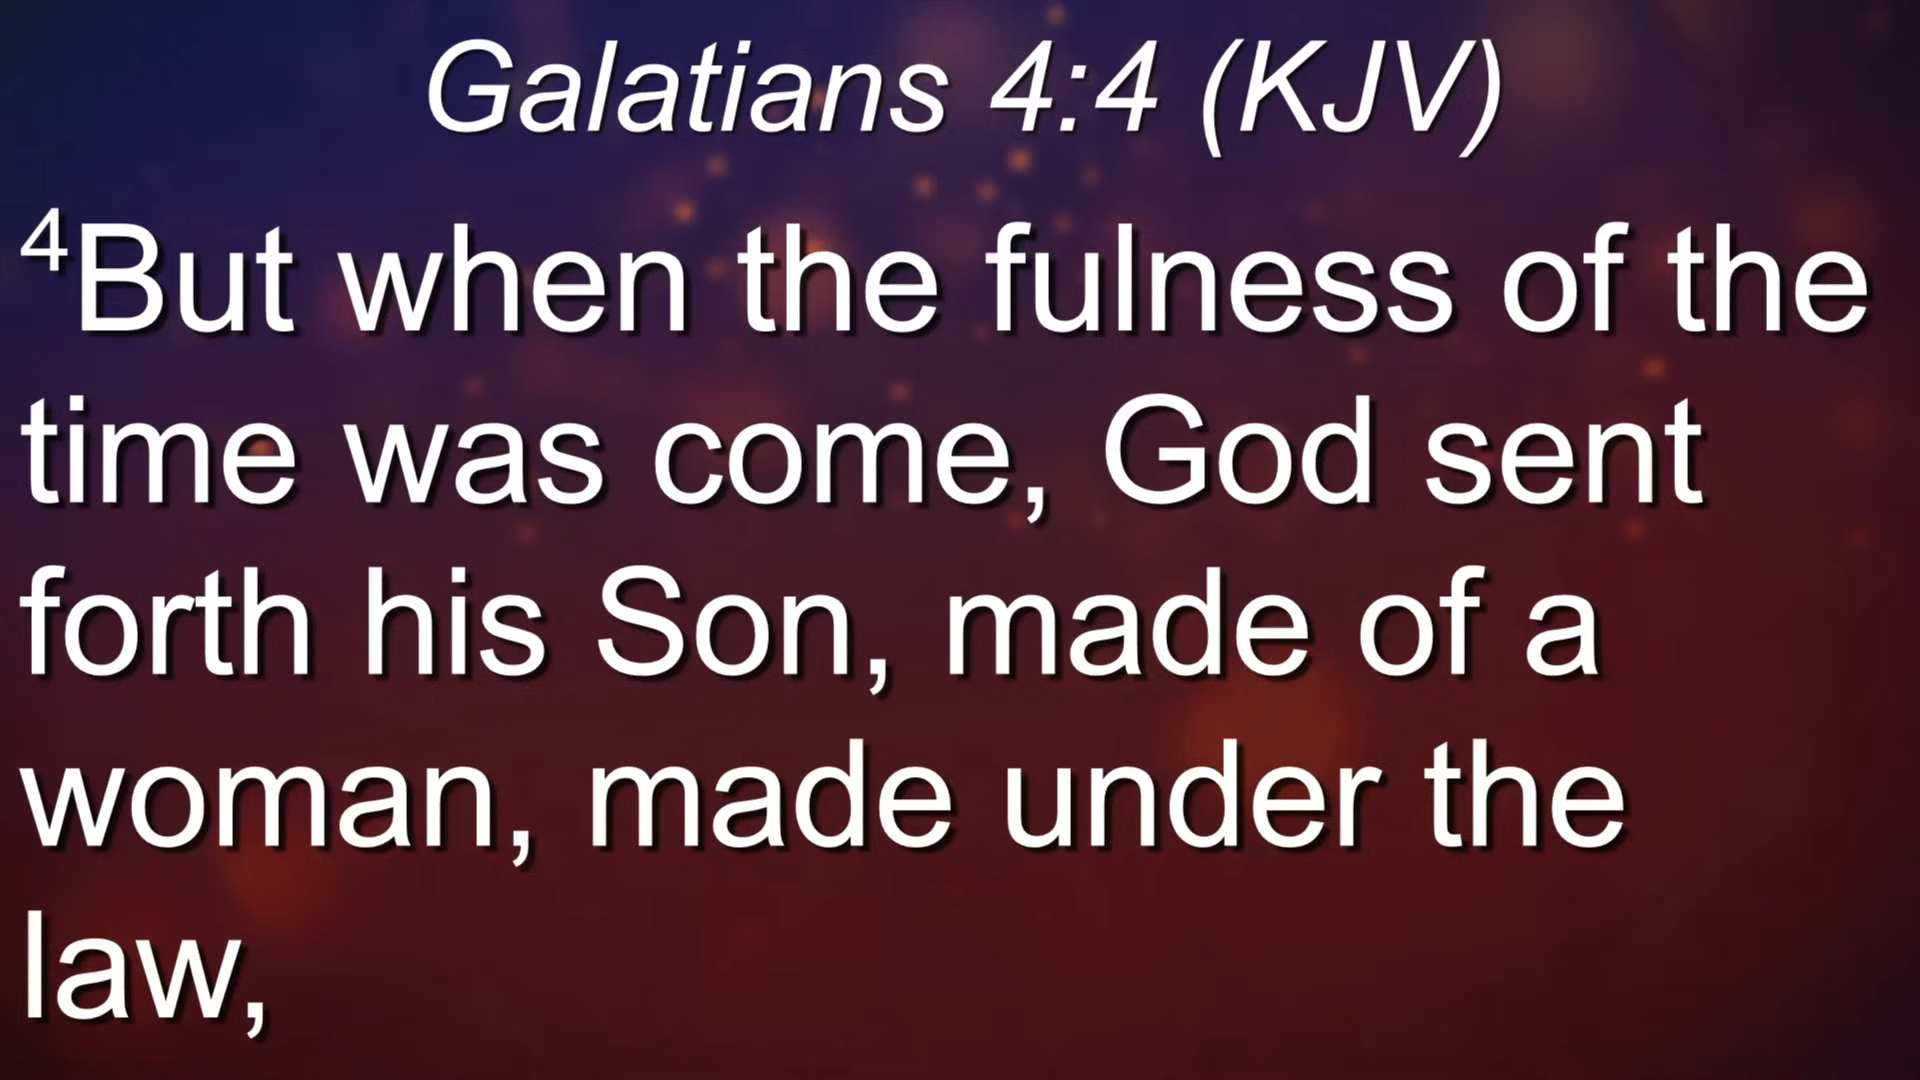 Galatians 4:4 (KJV)
4But when the fulness of the
time was come, God sent
forth his Son, made of a
woman, made under the
law,